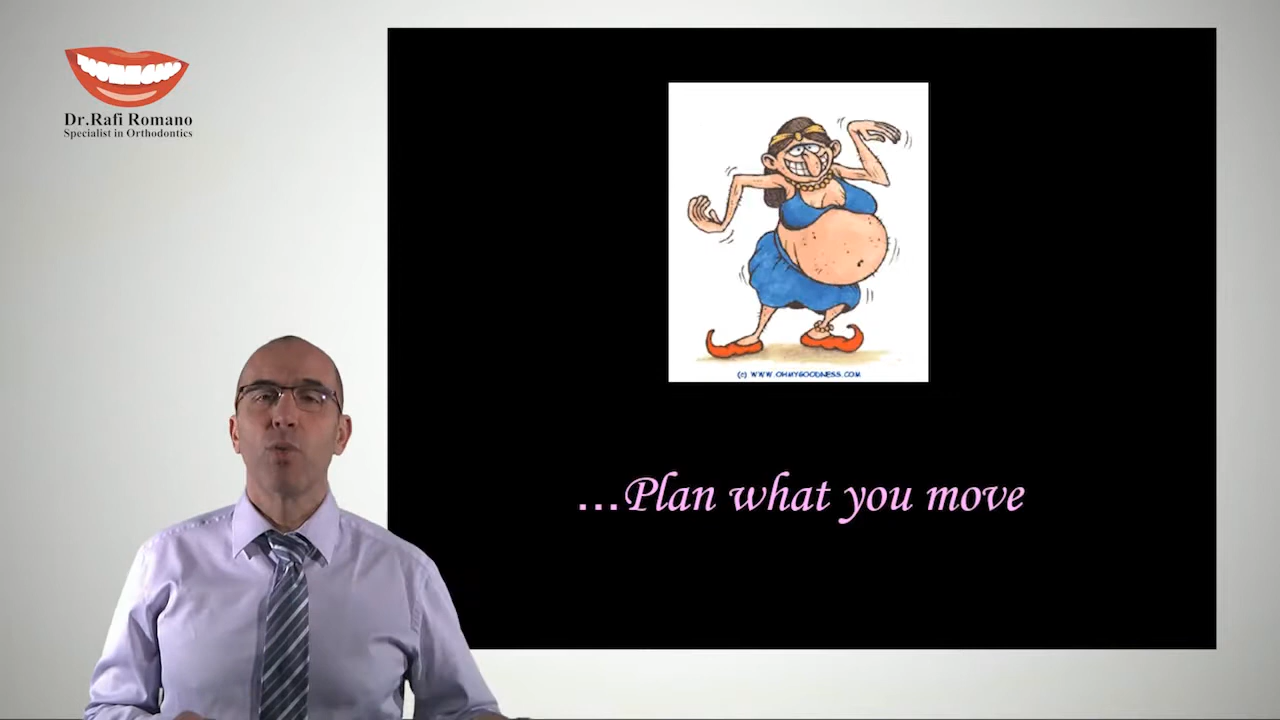 Dr.Rafi Romano
Specialist in Orthodontics
(c) WWW.OHMYGOODNESS.COM
...Plan what you move